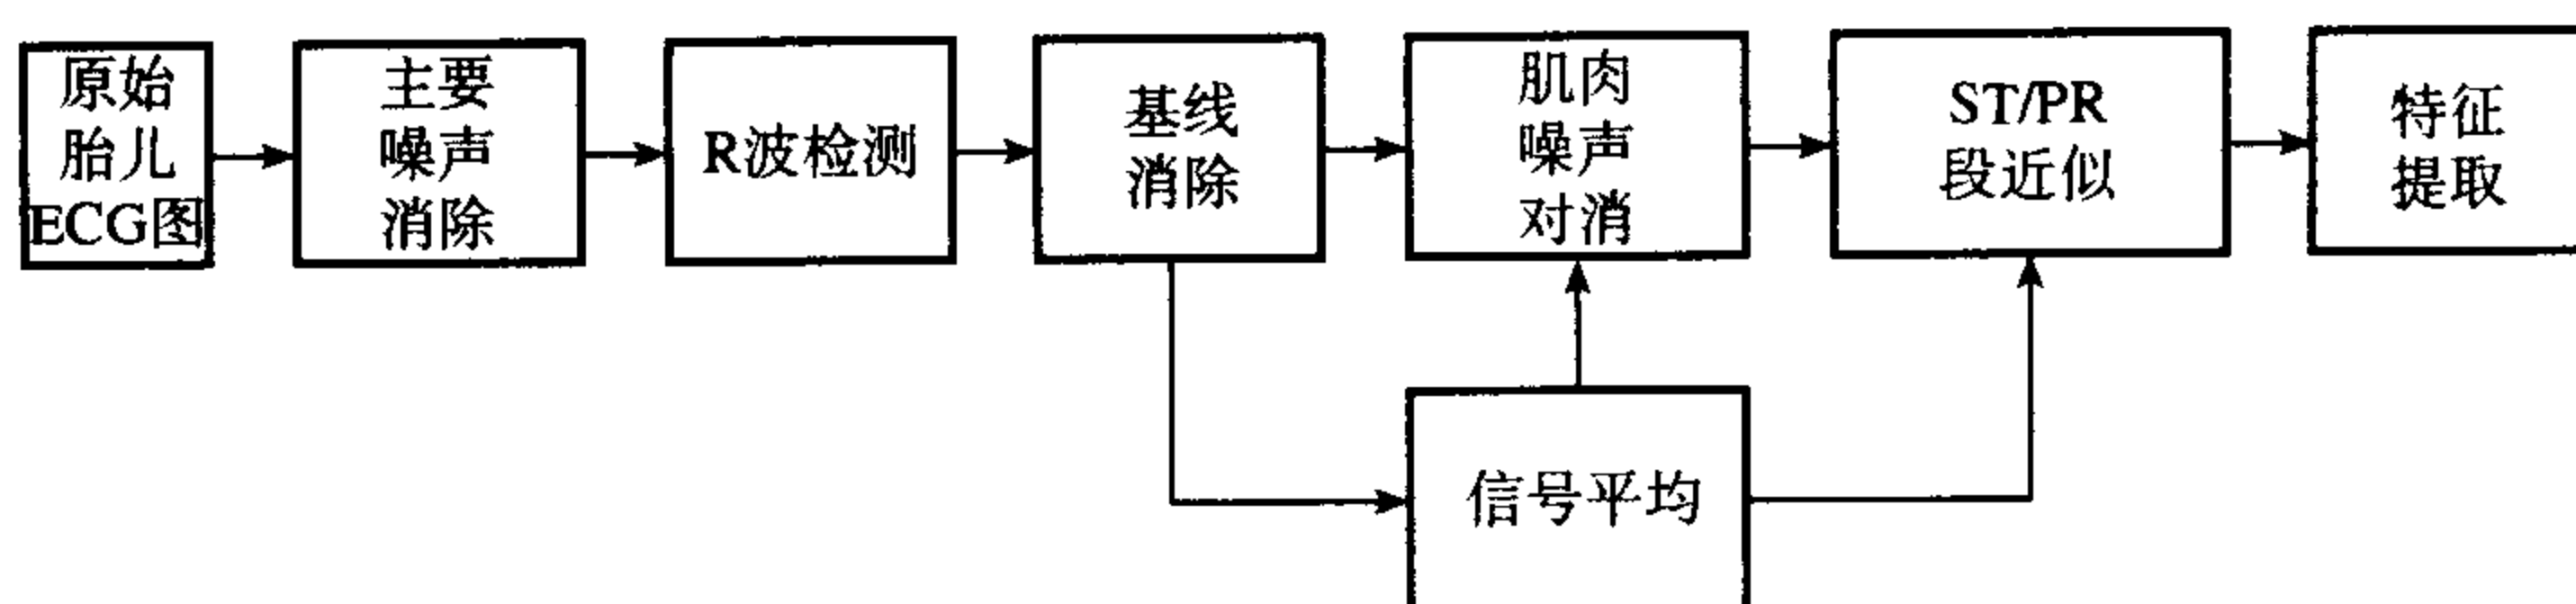 原始
胎儿
ECG图
主要
噪声
消除
R波检测
基线
消除
肌肉
噪声
对消
ST/PR
段近似
特征
提取
信号平均